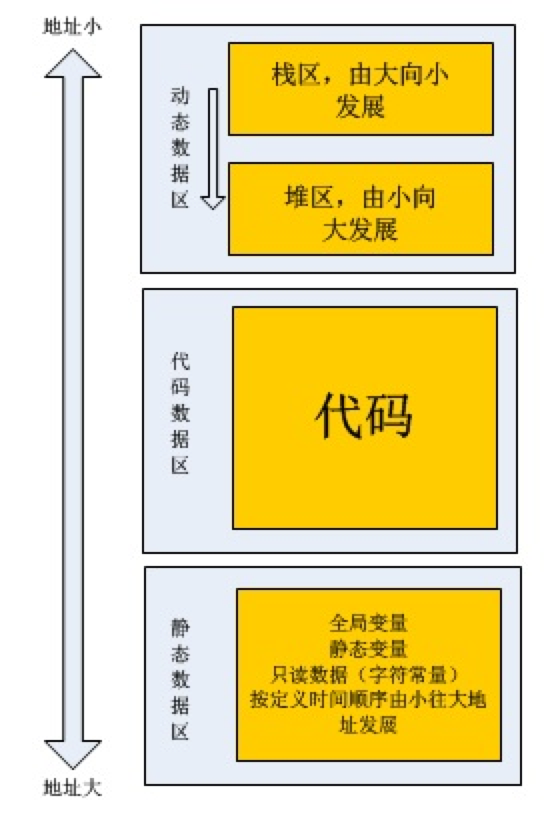 地址小
动态数据区
栈区，由大向小
发展
堆区，由小向
大发展
代码数据区
代码
静态数据区
全局变量
静态变量
只读数据（字符常量）
按定义时间顺序由小往大地
址发展
地址大